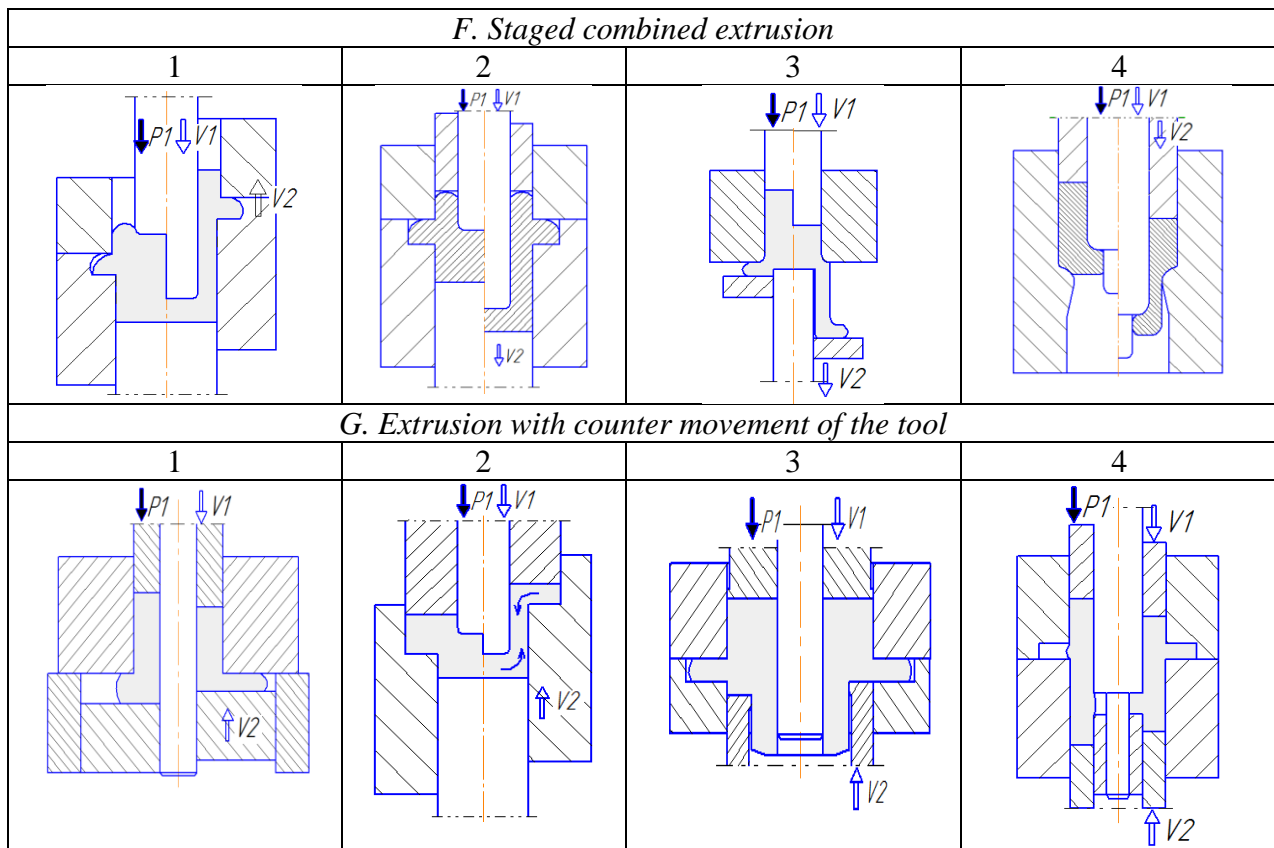 F. Staged combined extrusion
1 2 3 4
P1 V1 V2
P1 V1 V2
P1 V1 V2
P1 V1 V2
G. Extrusion with counter movement of the tool
1 2 3 4
P1 V1 V2
P1 V1 V2
P1 V1 V2
P1 V1 V2